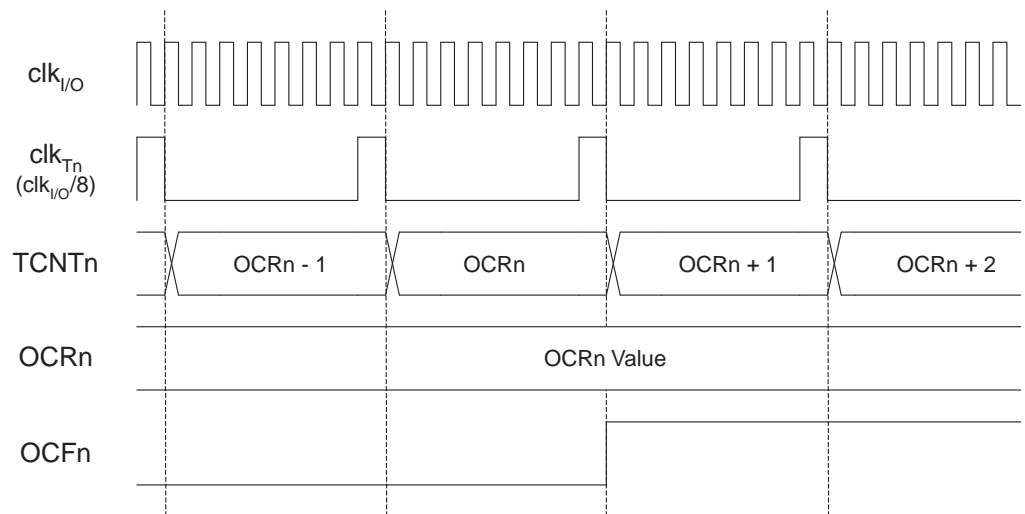 clkI/O
clkTn
(clkI/O/8)
TCNTn
OCRn - 1
OCRn
OCRn + 1
OCRn + 2
OCRn
OCRn Value
OCFn